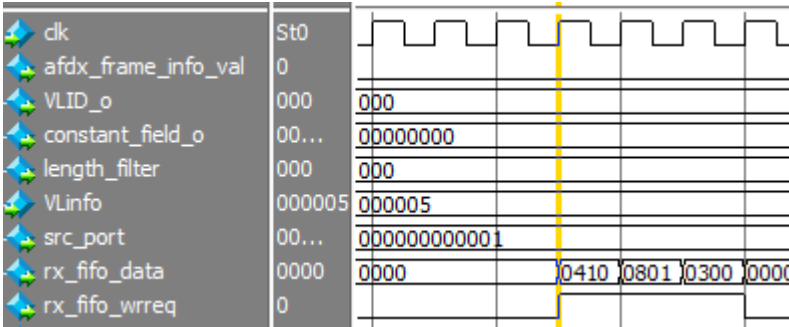 clk St0
afdx_frame_info_val 0
VLID_o 000 000
constant_field_o 00... 00000000
length_filter 000 000
VLinfo 000005 000005
src_port 00... 000000000001
rx_fifo_data 0000 0000 0410 0801 0300 0000
rx_fifo_wrreq 0